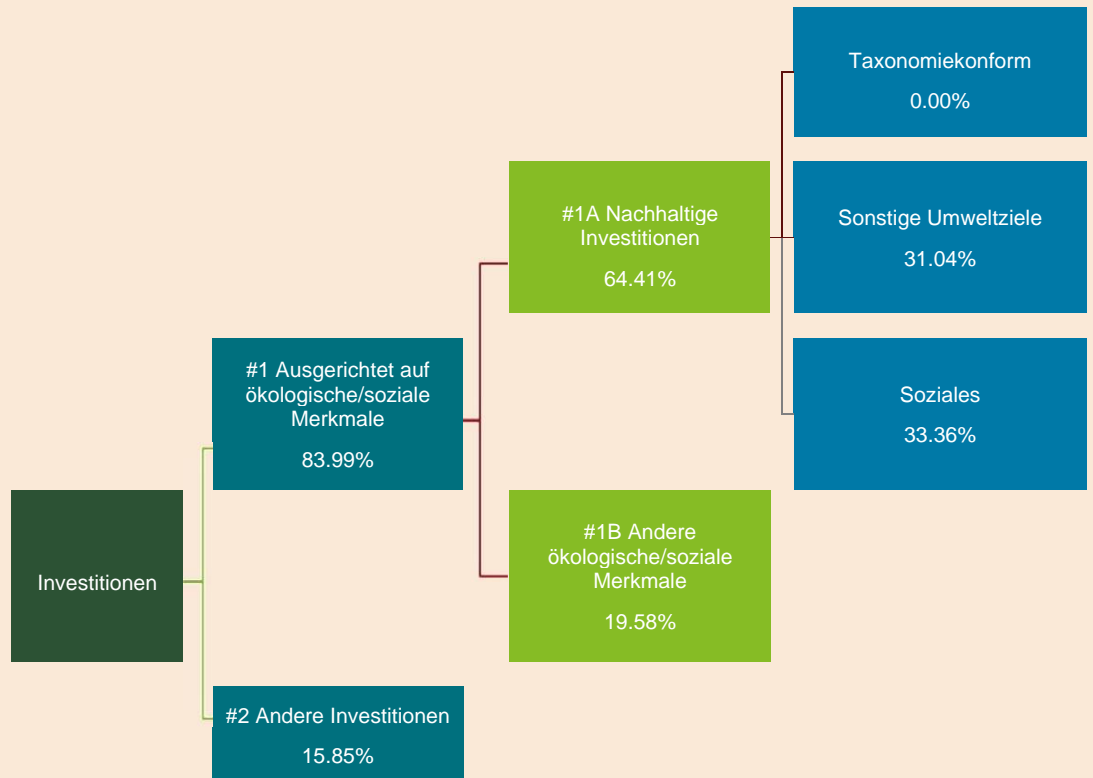 Investitionen
#1 Ausgerichtet auf
ökologische/soziale
Merkmale
83.99%
#2 Andere Investitionen
15.85%
#1A Nachhaltige
Investitionen
64.41%
#1B Andere
ökologische/soziale
Merkmale
19.58%
Taxonomiekonform
0.00%
Sonstige Umweltziele
31.04%
Soziales
33.36%